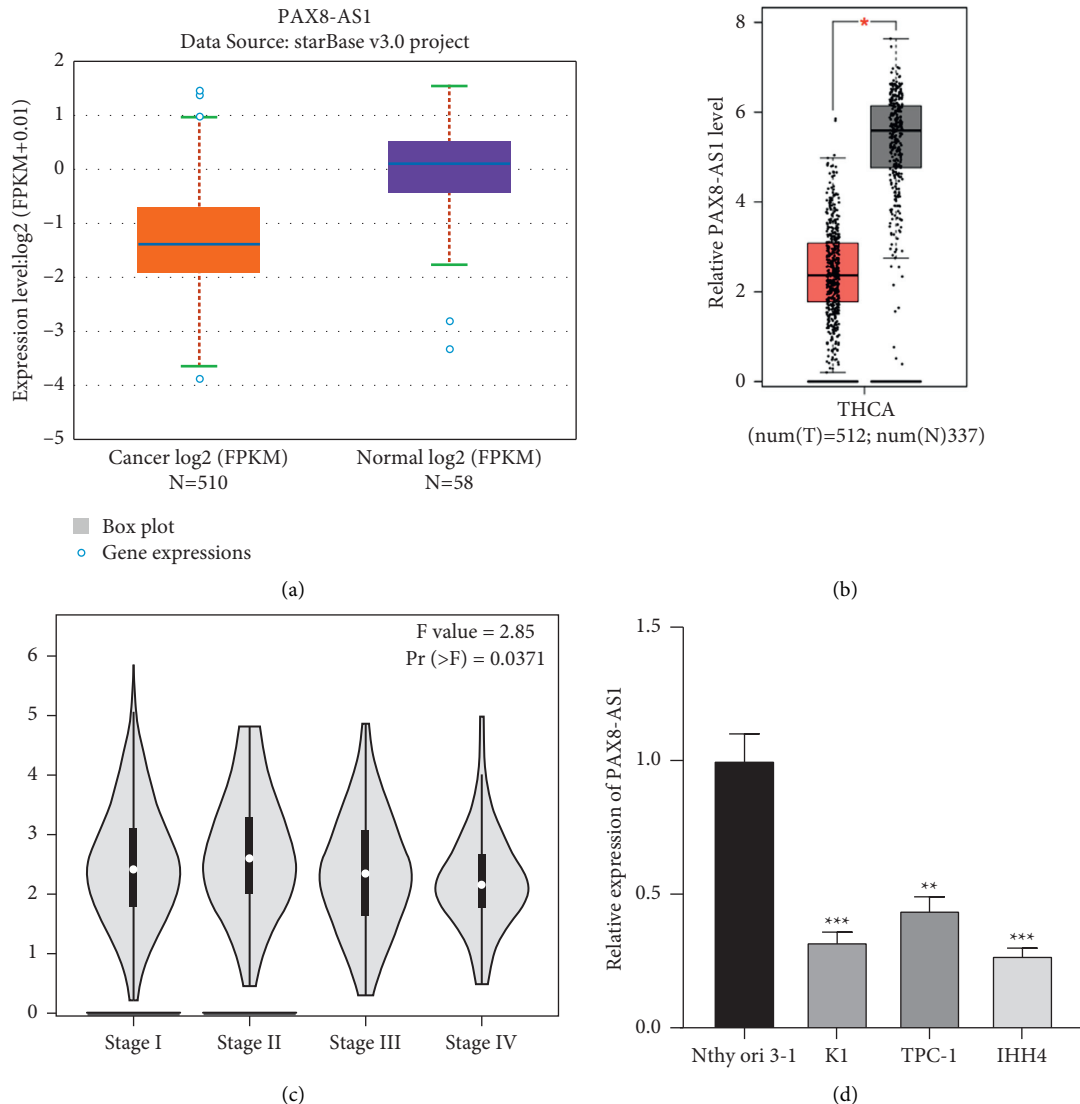 PAX8-AS1
Data Source: starBase v3.0 project
Expression level:log2 (FPKM+0.01)
2
1
0
−1
−2
−3
−4
−5
Cancer log2 (FPKM)
N=510
Normal log2 (FPKM)
N=58
Box plot
Gene expressions
(a)
Relative PAX8-AS1 level
8
6
4
2
0
*
THCA
(num(T)=512; num(N)337)
(b)
F value = 2.85
Pr (>F) = 0.0371
6
5
4
3
2
1
0
Stage I
Stage II
Stage III
Stage IV
(c)
Relative expression of PAX8-AS1
1.5
1.0
0.5
0.0
***
**
***
Nthy ori 3-1
K1
TPC-1
IHH4
(d)